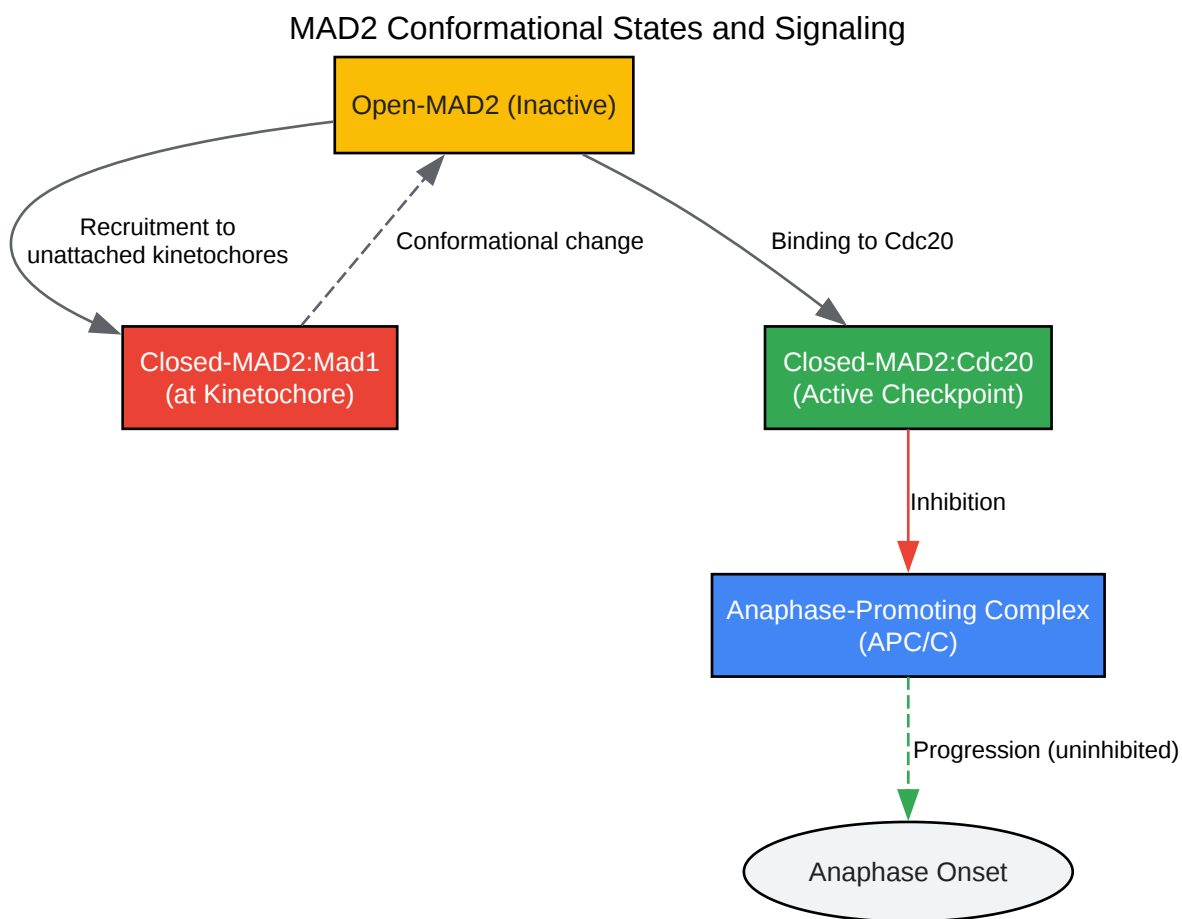 MAD2 Conformational States and Signaling
Open-MAD2 (Inactive)
Recruitment to
unattached kinetochores
Conformational change
Binding to Cdc20
Closed-MAD2:Mad1
(at Kinetochore)
Closed-MAD2:Cdc20
(Active Checkpoint)
Inhibition
Anaphase-Promoting Complex
(APC/C)
Progression (uninhibited)
Anaphase Onset